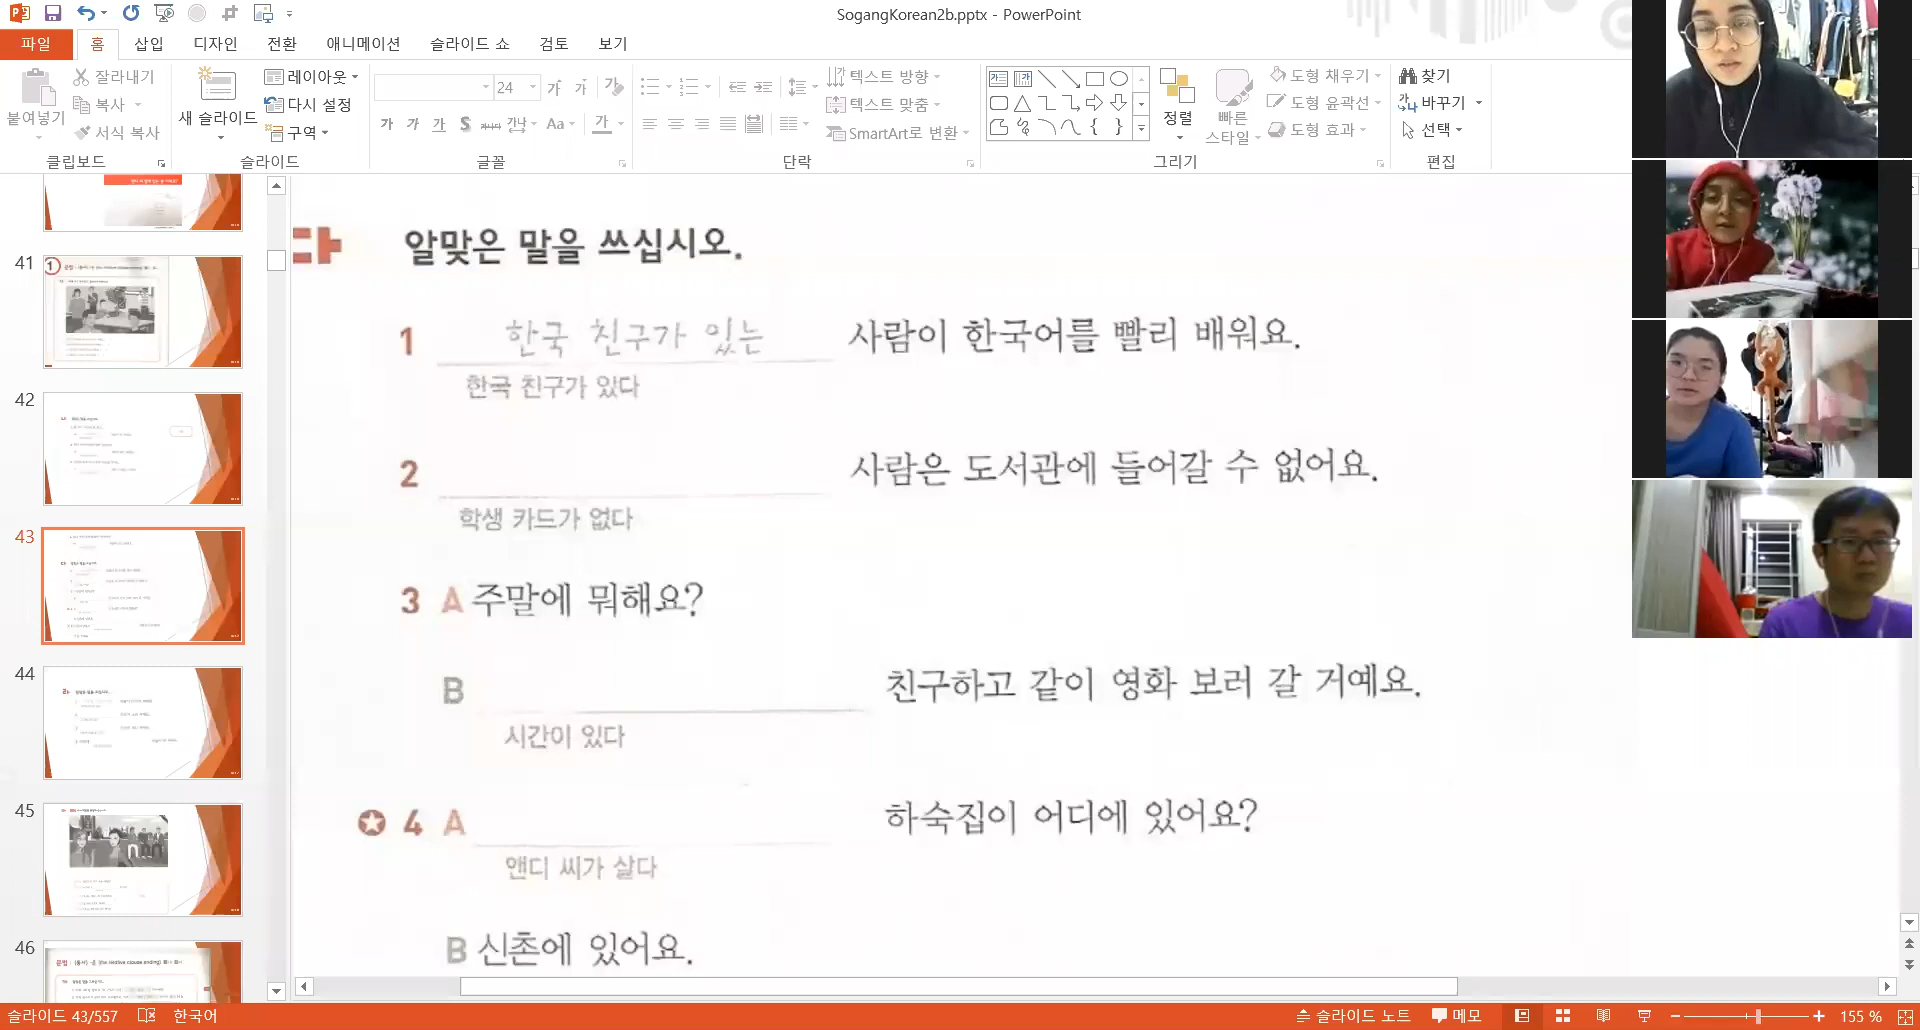 SogangKorean2b.pptx - PowerPoint
파일 홈 삽입 디자인 전환 애니메이션 슬라이드 쇼 검토 보기
붙여넣기 잘라내기 복사 서식 복사 클립보드
새 슬라이드 레이아웃 다시 설정 구역 슬라이드
24 가 가 가 가 가 S 간 Aa 가 글꼴
텍스트 방향 텍스트 맞춤 SmartArt로 변환 단락
정렬 빠른 스타일 도형 채우기 도형 윤곽선 도형 효과 그리기
찾기 바꾸기 선택 편집
41
42
43
44
45
46
다
알맞은 말을 쓰십시오.
1 한국 친구가 있는 사람이 한국어를 빨리 배워요.
한국 친구가 있다
2 사람은 도서관에 들어갈 수 없어요.
학생 카드가 없다
3 A 주말에 뭐해요?
B 친구하고 같이 영화 보러 갈 거예요.
시간이 있다
4 A 하숙집이 어디에 있어요?
앤디 씨가 살다
B 신촌에 있어요.
슬라이드 43/557 한국어 슬라이드 노트 메모 155 %